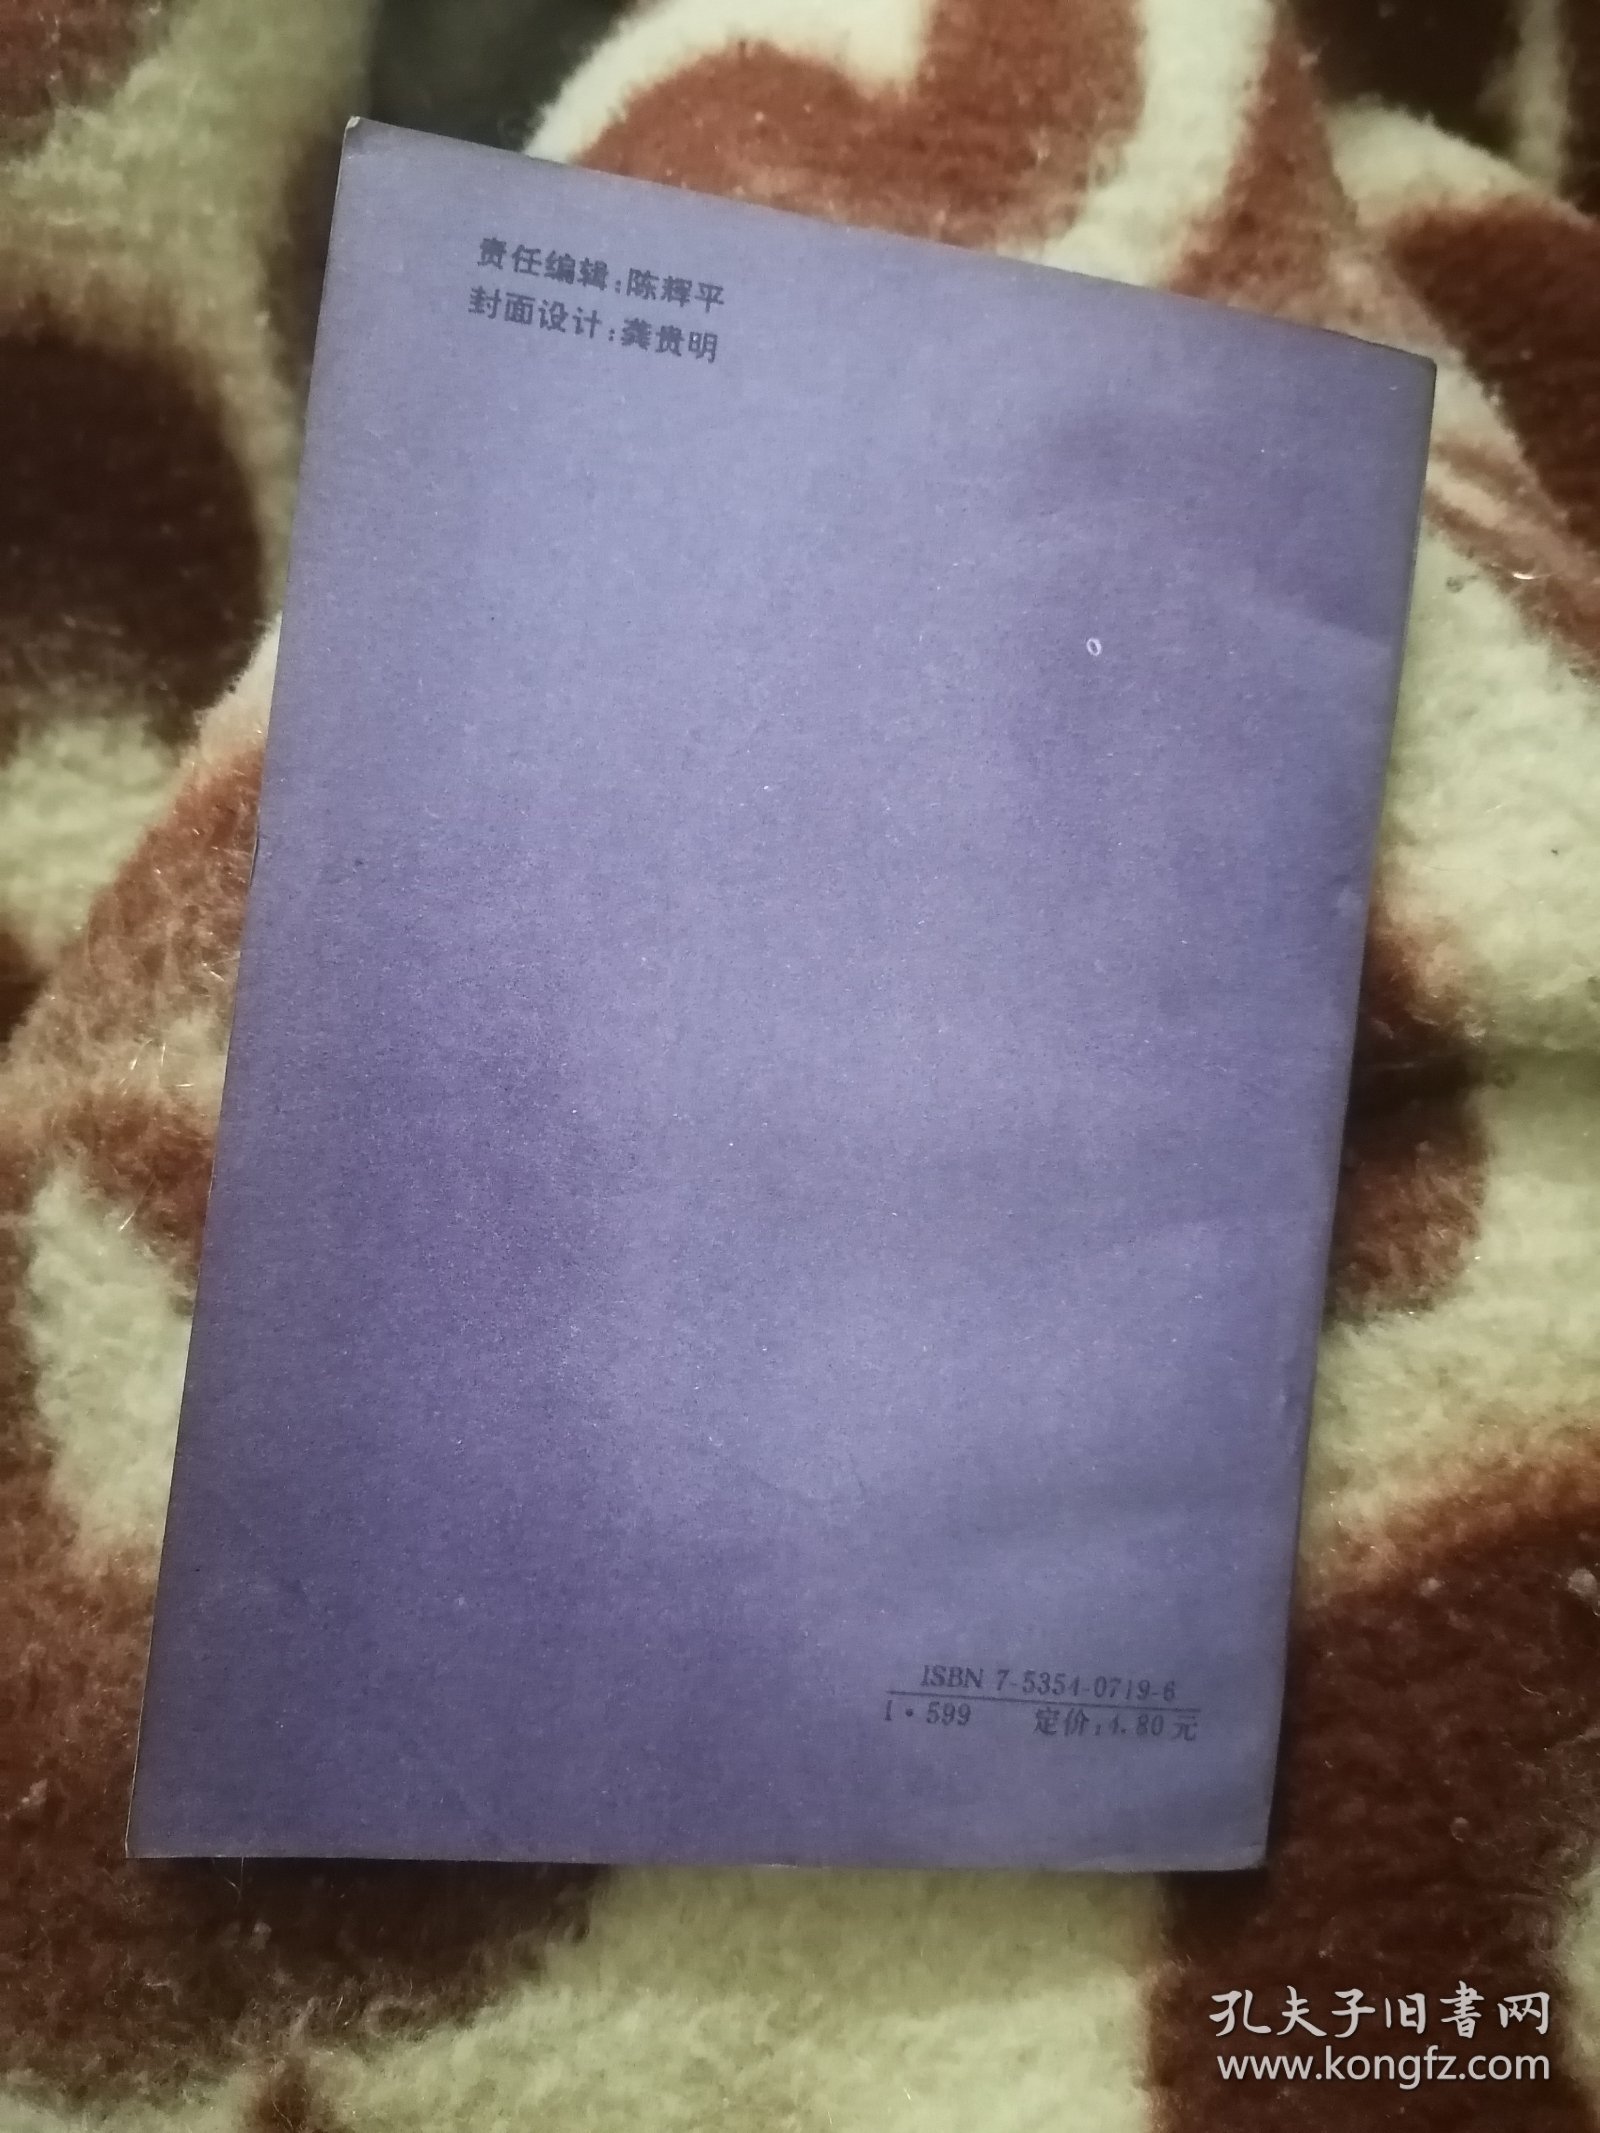 责任编辑：陈辉平
封面设计：龚贵明
ISBN 7-5354-0719-6
I·599 定价：4.80元
孔夫子旧书网
www.kongfz.com